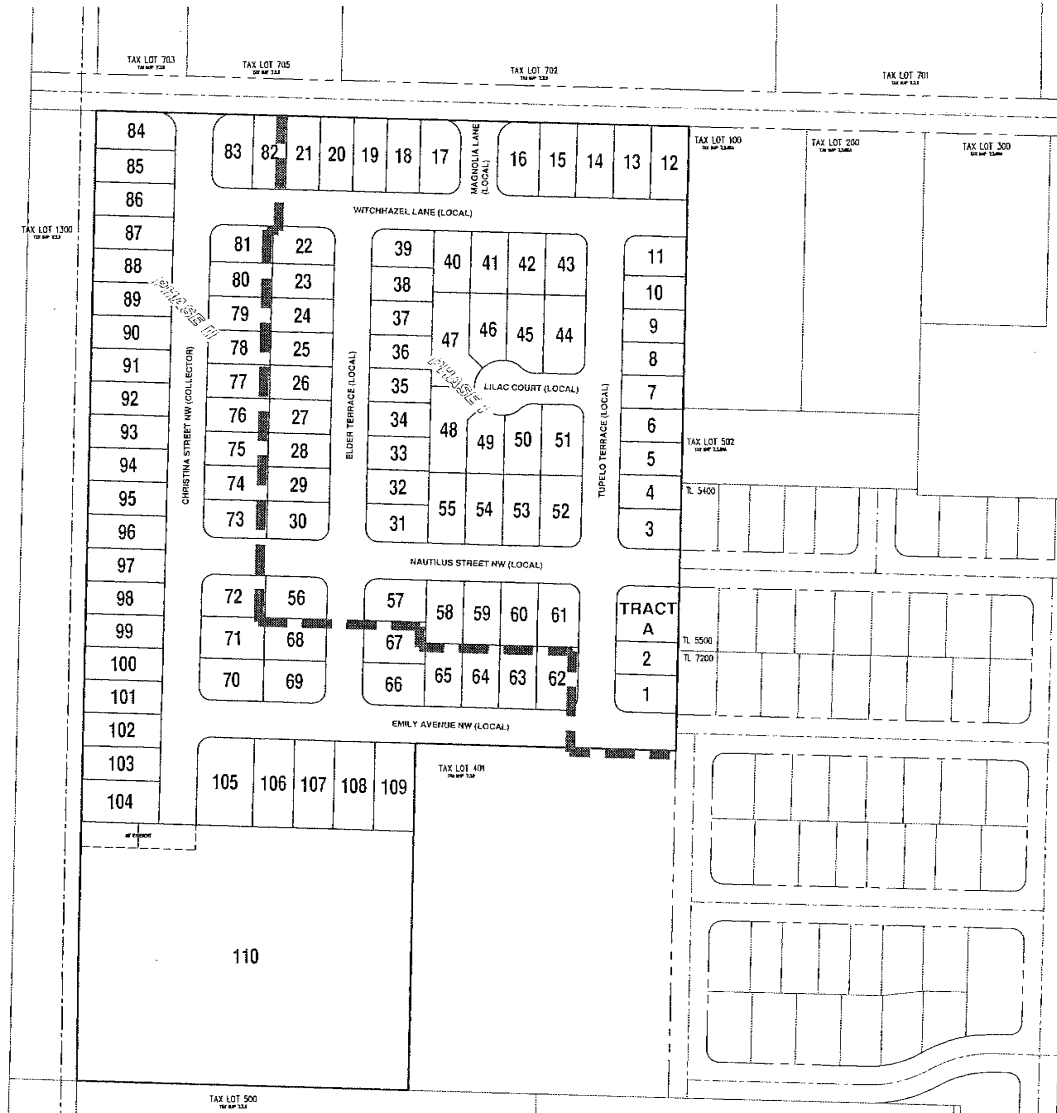 TAX LOT 703
TAX LOT 705
TAX LOT 702
TAX LOT 701
84
85
86
87
88
89
90
91
92
93
94
95
96
97
98
99
100
101
102
103
104
83 82 21 20 19 18 17
MAGNOLIA LANE
(LOCAL)
16 15 14 13 12
TAX LOT 100
TAX LOT 200
TAX LOT 300
WITCHHAZEL LANE (LOCAL)
TAX LOT 1300
PHASE II
CHRISTINA STREET NW (COLLECTOR)
81 22
80 23
79 24
78 25
77 26
76 27
75 28
74 29
73 30
ELDER TERRACE (LOCAL)
39
38
37
36
35
34
33
32
31
40 41 42 43
47 46 45 44
PHASE I
LILAC COURT (LOCAL)
48 49 50 51
55 54 53 52
TUPELO TERRACE (LOCAL)
11
10
9
8
7
6
5
4
3
TAX LOT 502
TL 5400
NAUTILUS STREET NW (LOCAL)
72 56
71 68
70 69
57
67
66
58 59 60 61
65 64 63 62
TRACT
A
2
1
TL 5500
TL 7200
EMILY AVENUE NW (LOCAL)
105 106 107 108 109
TAX LOT 401
110
TAX LOT 500